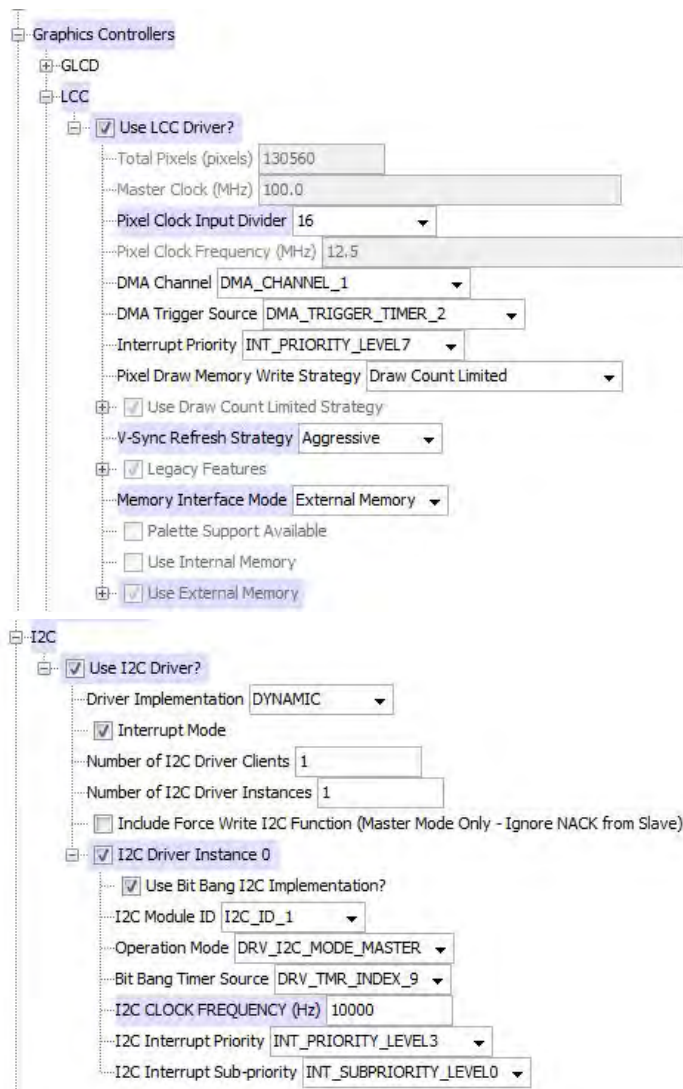 Graphics Controllers
GLCD
LCC
Use LCC Driver?
Total Pixels (pixels) 130560
Master Clock (MHz) 100.0
Pixel Clock Input Divider 16
Pixel Clock Frequency (MHz) 12.5
DMA Channel DMA_CHANNEL_1
DMA Trigger Source DMA_TRIGGER_TIMER_2
Interrupt Priority INT_PRIORITY_LEVEL7
Pixel Draw Memory Write Strategy Draw Count Limited
Use Draw Count Limited Strategy
V-Sync Refresh Strategy Aggressive
Legacy Features
Memory Interface Mode External Memory
Palette Support Available
Use Internal Memory
Use External Memory
I2C
Use I2C Driver?
Driver Implementation DYNAMIC
Interrupt Mode
Number of I2C Driver Clients 1
Number of I2C Driver Instances 1
Include Force Write I2C Function (Master Mode Only - Ignore NACK from Slave)
I2C Driver Instance 0
Use Bit Bang I2C Implementation?
I2C Module ID I2C_ID_1
Operation Mode DRV_I2C_MODE_MASTER
Bit Bang Timer Source DRV_TMR_INDEX_9
I2C CLOCK FREQUENCY (Hz) 10000
I2C Interrupt Priority INT_PRIORITY_LEVEL3
I2C Interrupt Sub-priority INT_SUBPRIORITY_LEVEL0